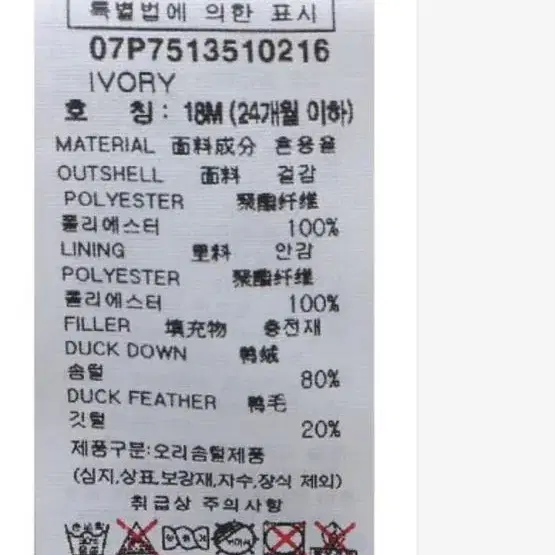 특별법에 의한 표시
07P7513510216
IVORY
호 칭 : 18M (24개월 이하)
MATERIAL 面料成分 혼용율
OUTSHELL 面料 겉감
POLYESTER 聚酯纤维
폴리에스터 100%
LINING 里料 안감
POLYESTER 聚酯纤维
폴리에스터 100%
FILLER 填充物 충전재
DUCK DOWN 鸭绒
솜털 80%
DUCK FEATHER 鸭毛
깃털 20%
제품구분:오리솜털제품
(심지,상표,보강재,자수,장식 제외)
취급상 주의사항